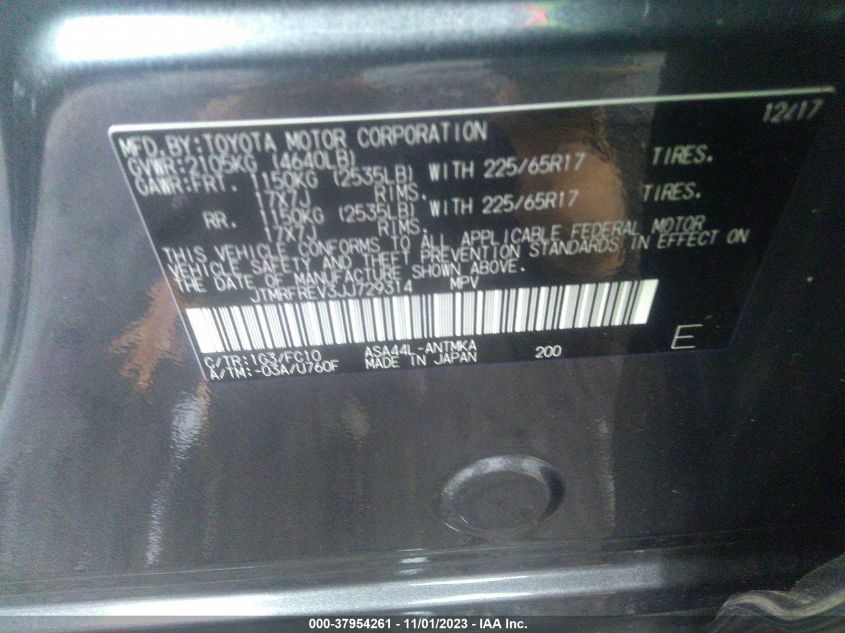 12/17
MFD.BY:TOYOTA MOTOR CORPORATION
GVWR:2105KG (4640LB)
GAWR:FRT. 1150KG (2535LB) WITH 225/65R17 TIRES.
17X7J RIMS.
RR. 1150KG (2535LB) WITH 225/65R17 TIRES.
17X7J RIMS.
THIS VEHICLE CONFORMS TO ALL APPLICABLE FEDERAL MOTOR
VEHICLE SAFETY AND THEFT PREVENTION STANDARDS IN EFFECT ON
THE DATE OF MANUFACTURE SHOWN ABOVE.
JTMRFREV3JJ729314 MPV
C/TR:1G3/FC10 ASA44L-ANTMKA 200 E
A/TM:-03A/U760F MADE IN JAPAN
000-37954261 - 11/01/2023 - IAA Inc.